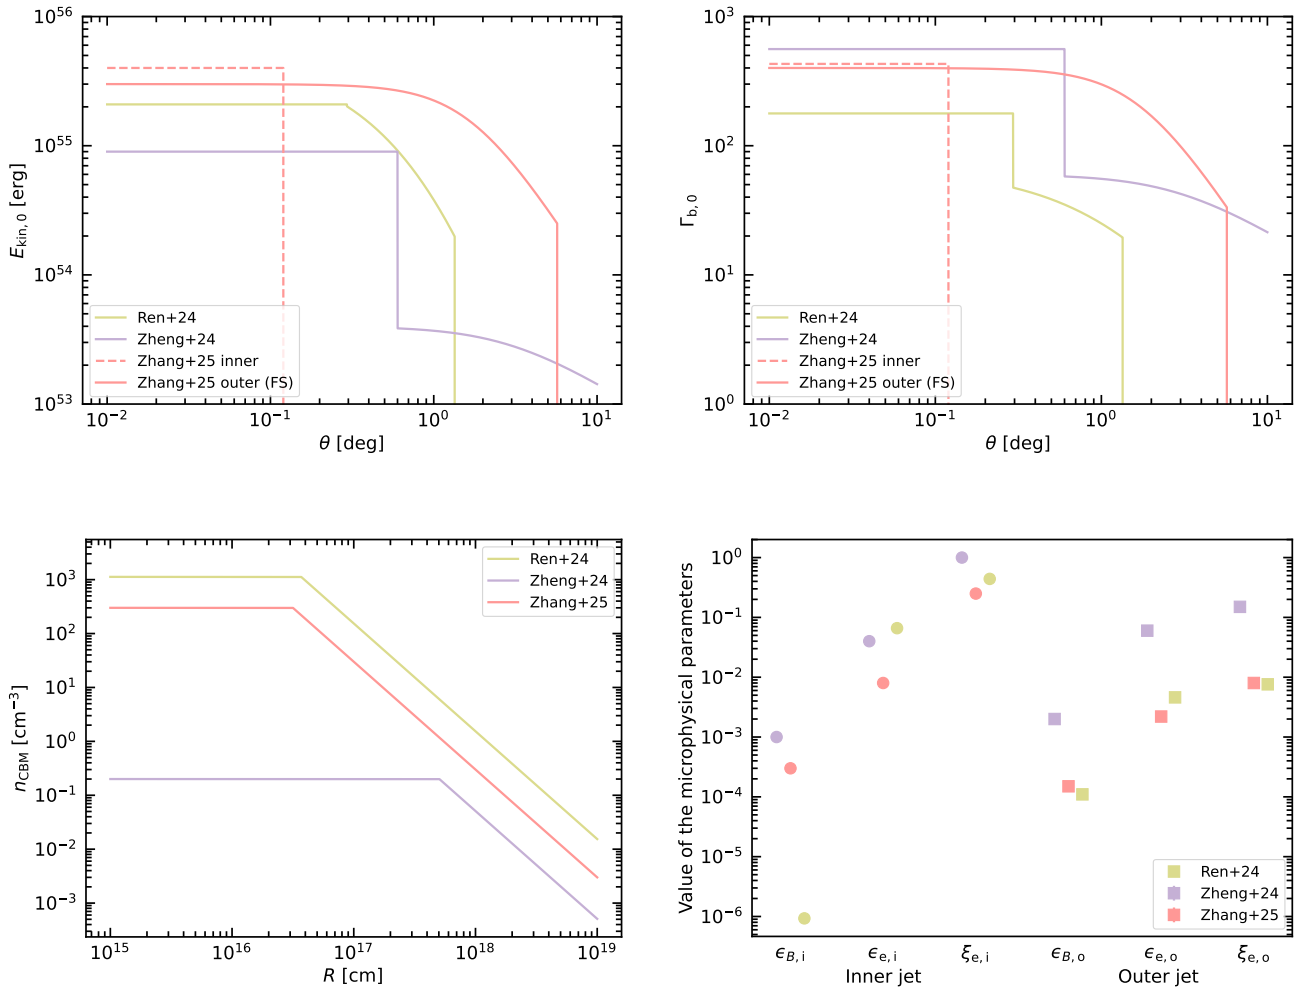 10^56
10^55
10^54
10^53
E_kin,0 [erg]
Ren+24
Zheng+24
Zhang+25 inner
Zhang+25 outer (FS)
10^−2 10^−1 10^0 10^1
θ [deg]
10^3
10^2
10^1
10^0
Γ_b,0
Ren+24
Zheng+24
Zhang+25 inner
Zhang+25 outer (FS)
10^−2 10^−1 10^0 10^1
θ [deg]
10^3
10^2
10^1
10^0
10^−1
10^−2
10^−3
n_CBM [cm^−3]
Ren+24
Zheng+24
Zhang+25
10^15 10^16 10^17 10^18 10^19
R [cm]
10^0
10^−1
10^−2
10^−3
10^−4
10^−5
10^−6
Value of the microphysical parameters
Ren+24
Zheng+24
Zhang+25
ϵ_B,i ϵ_e,i ξ_e,i ϵ_B,o ϵ_e,o ξ_e,o
Inner jet Outer jet